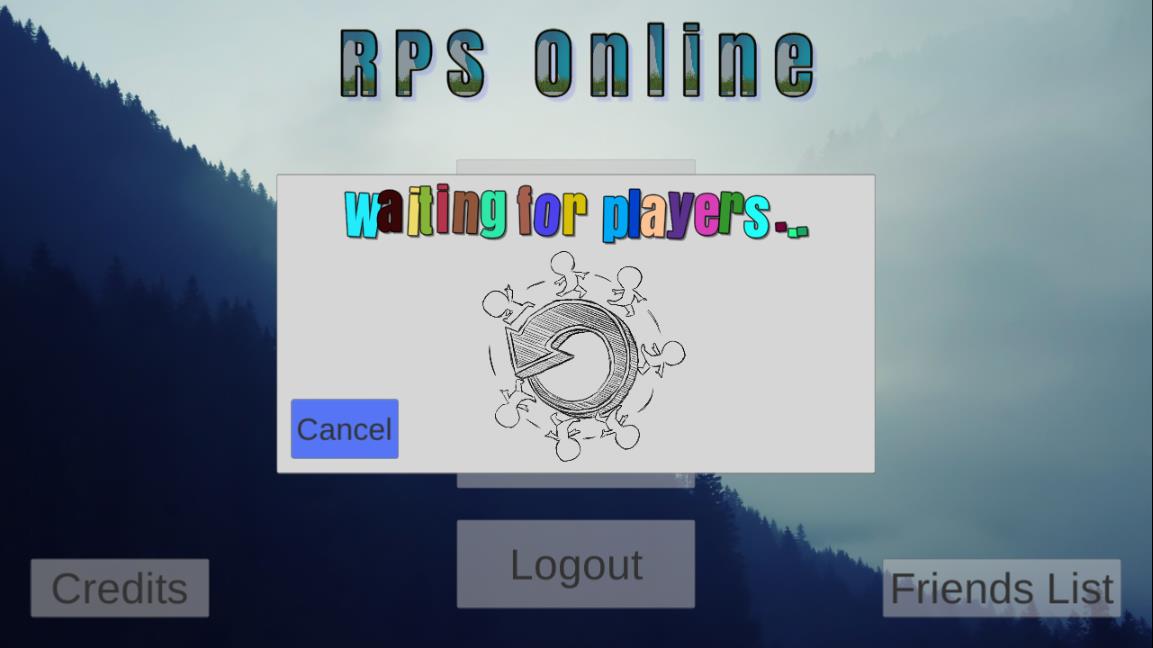 RPS Online
waiting for players...
Cancel
Logout
Credits
Friends List